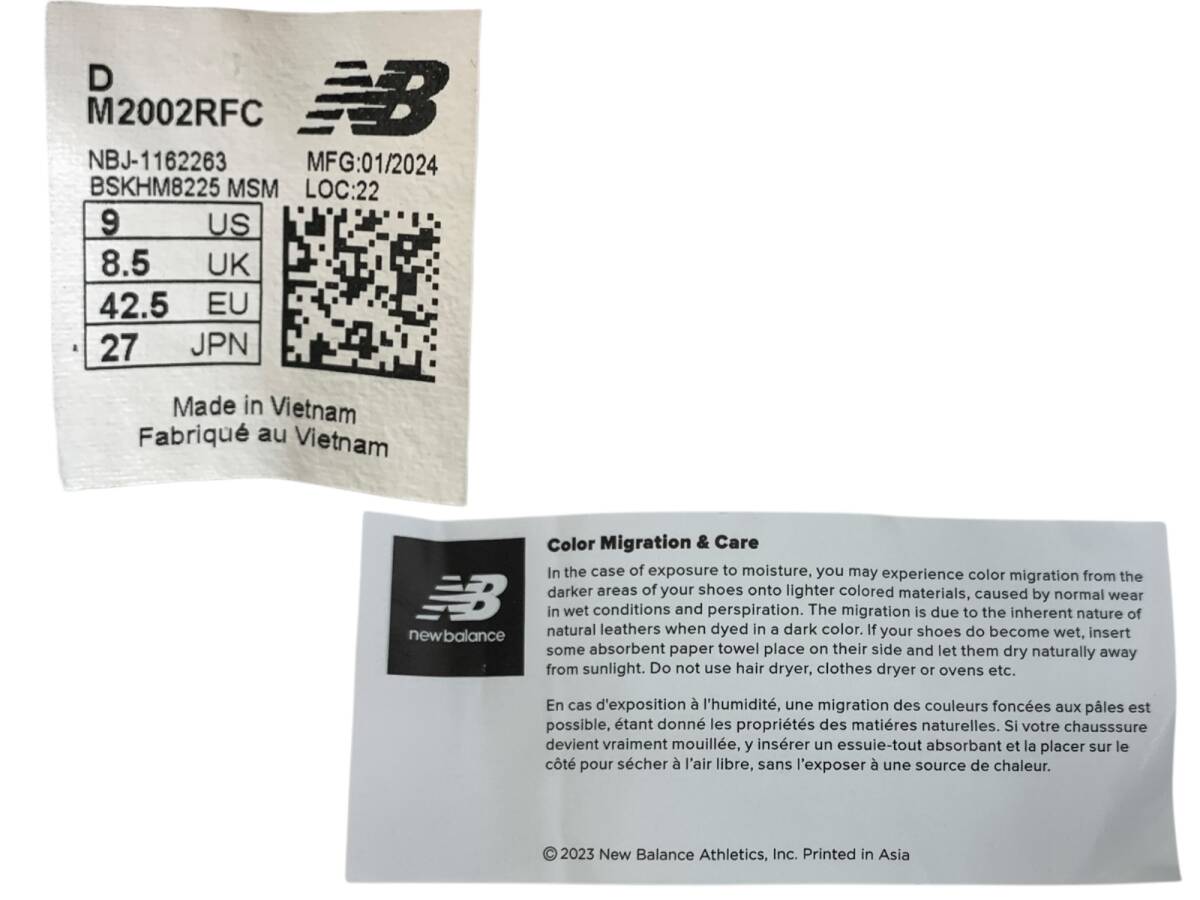 D
M2002RFC
NB
NBJ-1162263 MFG:01/2024
BSKHM8225 MSM LOC:22
9 US
8.5 UK
42.5 EU
27 JPN
Made in Vietnam
Fabriqué au Vietnam
NB
new balance
Color Migration & Care
In the case of exposure to moisture, you may experience color migration from the
darker areas of your shoes onto lighter colored materials, caused by normal wear
in wet conditions and perspiration. The migration is due to the inherent nature of
natural leathers when dyed in a dark color. If your shoes do become wet, insert
some absorbent paper towel place on their side and let them dry naturally away
from sunlight. Do not use hair dryer, clothes dryer or ovens etc.
En cas d'exposition à l'humidité, une migration des couleurs foncées aux pâles est
possible, étant donné les propriétés des matiéres naturelles. Si votre chausssure
devient vraiment mouillée, y insérer un essuie-tout absorbant et la placer sur le
côté pour sécher à l'air libre, sans l'exposer à une source de chaleur.
©2023 New Balance Athletics, Inc. Printed in Asia